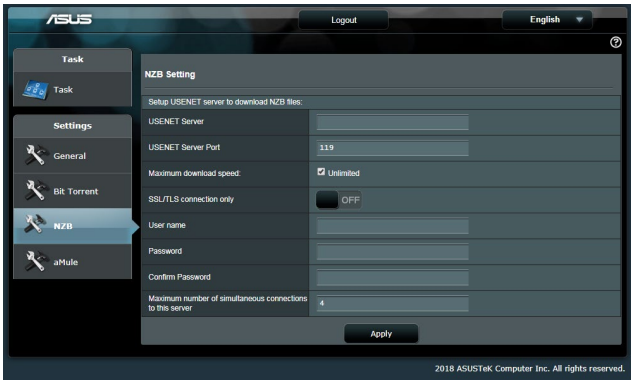 ASUS
Logout
English
Task
Task
Settings
General
Bit Torrent
NZB
aMule
NZB Setting
Setup USENET server to download NZB files:
USENET Server
USENET Server Port
119
Maximum download speed:
Unlimited
SSL/TLS connection only
OFF
User name
Password
Confirm Password
Maximum number of simultaneous connections
to this server
4
Apply
2018 ASUSTeK Computer Inc. All rights reserved.